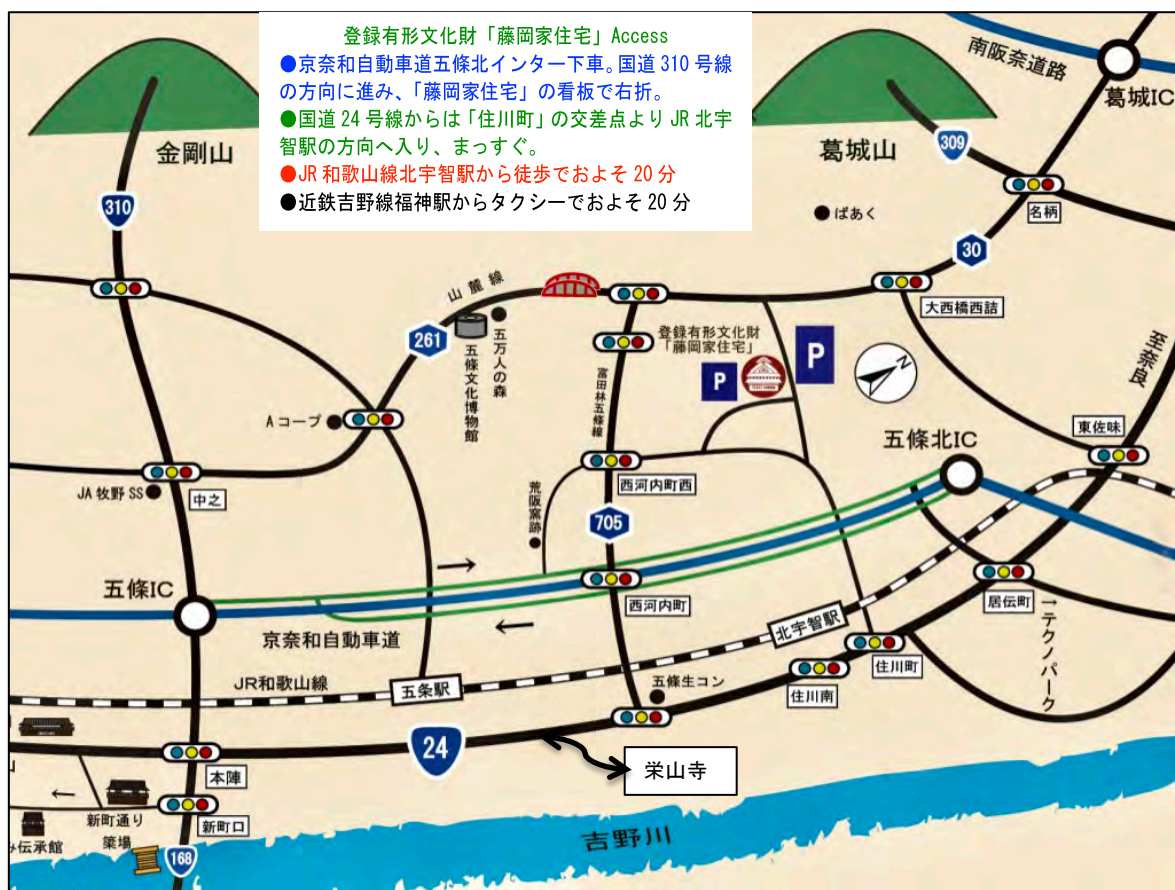 登録有形文化財「藤岡家住宅」Access
●京奈和自動車道五條北インター下車。国道310号線
の方向に進み、「藤岡家住宅」の看板で右折。
●国道24号線からは「住川町」の交差点よりJR北宇
智駅の方向へ入り、まっすぐ。
●JR和歌山線北宇智駅から徒歩でおよそ20分
●近鉄吉野線福神駅からタクシーでおよそ20分
南阪奈道路
葛城IC
金剛山
葛城山
309
310
名柄
ばあく
30
山麓線
大西橋西詰
261
五万人の森
五條文化博物館
登録有形文化財
「藤岡家住宅」
P
P
N
至奈良
富田林五條線
Aコープ
東佐味
五條北IC
JA牧野SS
中之
西河内町西
荒阪窯跡
705
五條IC
西河内町
居伝町
→テクノパーク
京奈和自動車道
北宇智駅
住川町
JR和歌山線
五条駅
住川南
五條生コン
24
本陣
栄山寺
新町通り
新町口
簗場
み伝承館
吉野川
168